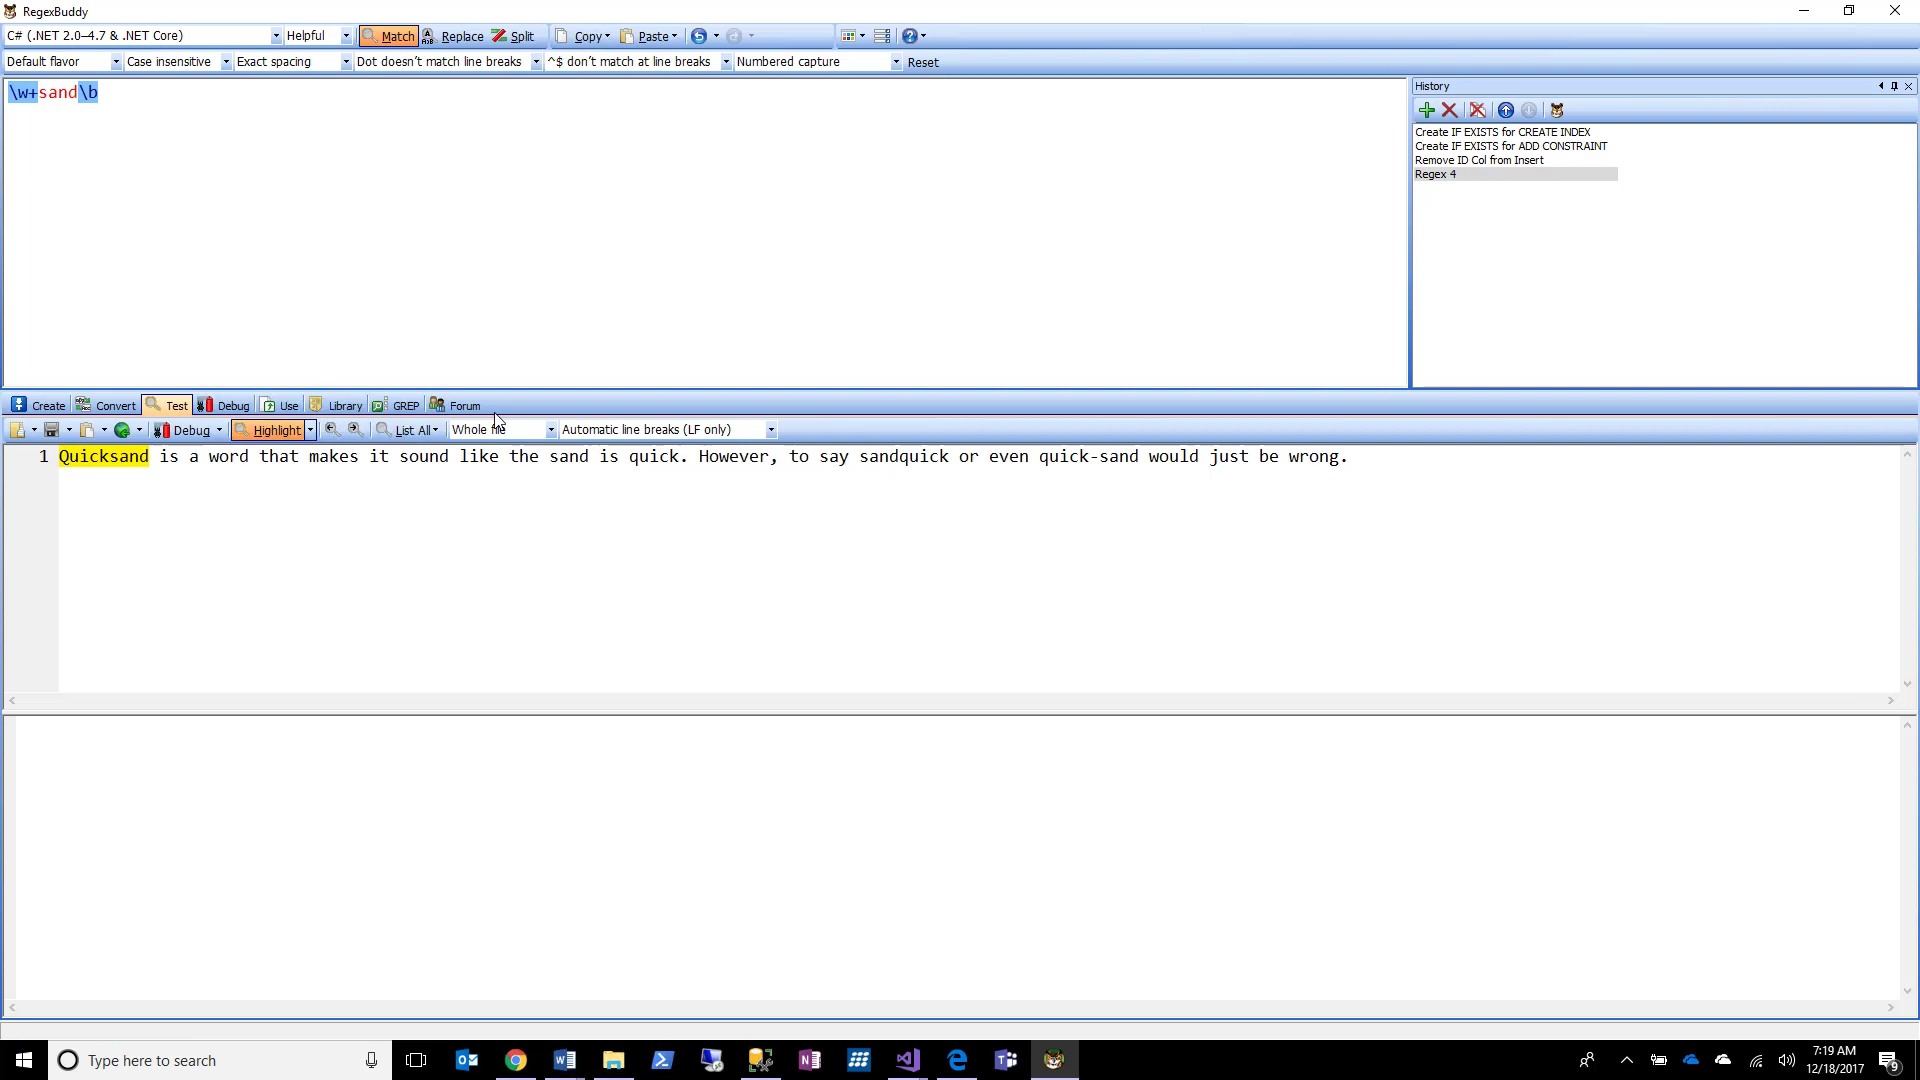 RegexBuddy
C# (.NET 2.0–4.7 & .NET Core) Helpful Match Replace Split Copy Paste
Default flavor Case insensitive Exact spacing Dot doesn't match line breaks ^$ don't match at line breaks Numbered capture Reset
\w+sand\b
History
Create IF EXISTS for CREATE INDEX
Create IF EXISTS for ADD CONSTRAINT
Remove ID Col from Insert
Regex 4
Create Convert Test Debug Use Library GREP Forum
Debug Highlight List All Whole file Automatic line breaks (LF only)
1 Quicksand is a word that makes it sound like the sand is quick. However, to say sandquick or even quick-sand would just be wrong.
Type here to search
7:19 AM
12/18/2017
9